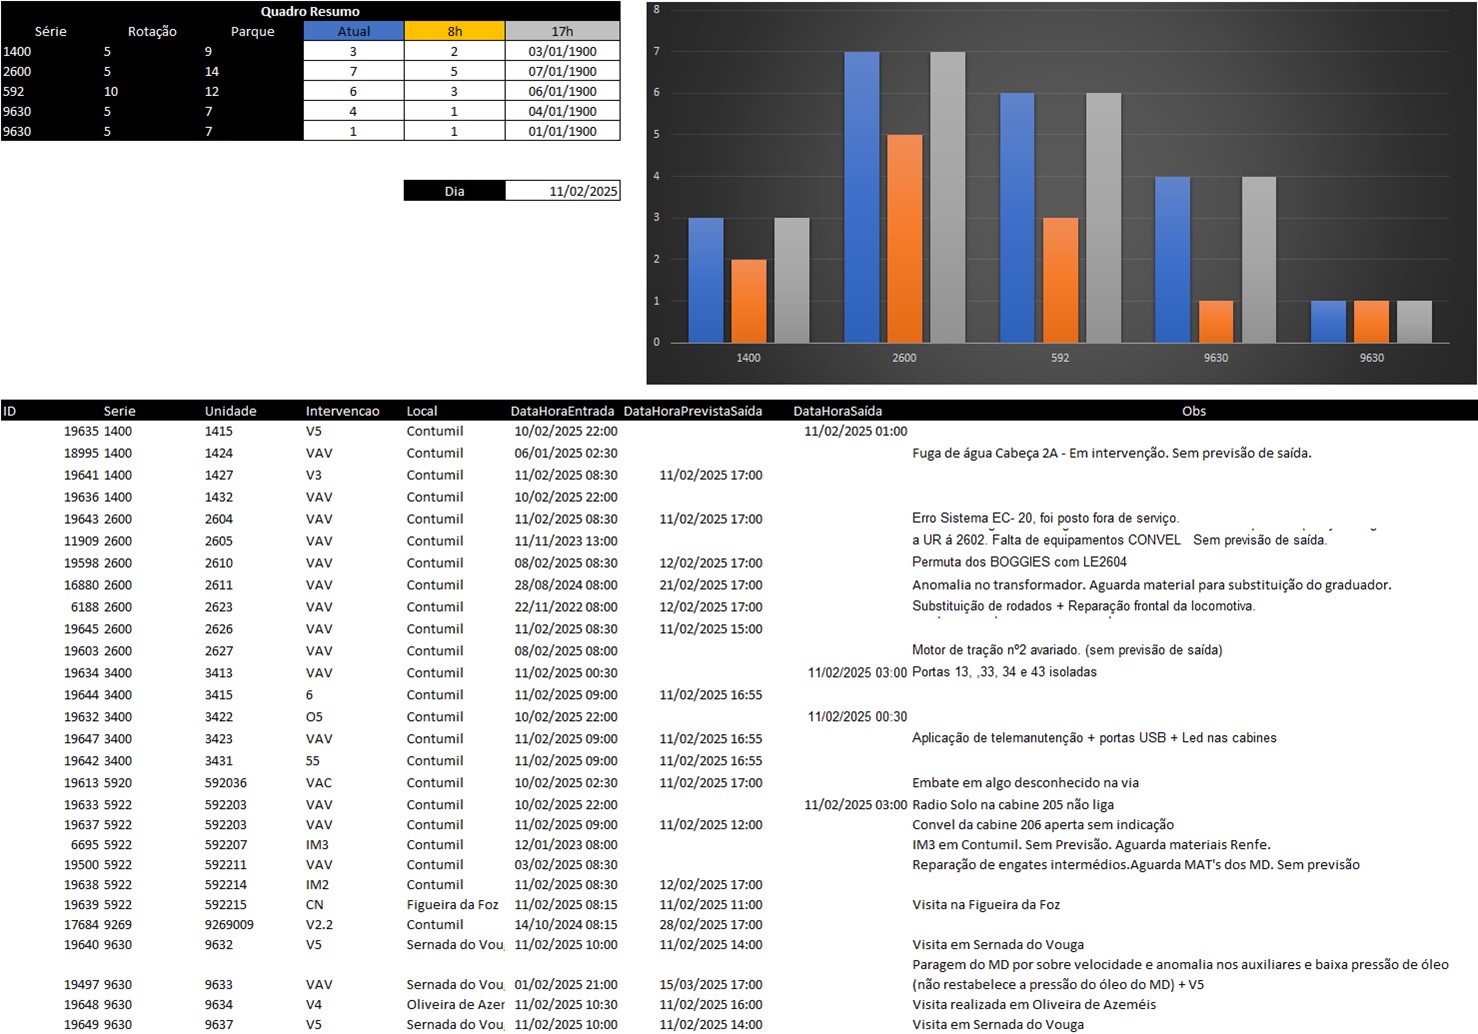 Quadro Resumo
Série Rotação Parque Atual 8h 17h
1400 5 9 3 2 03/01/1900
2600 5 14 7 5 07/01/1900
592 10 12 6 3 06/01/1900
9630 5 7 4 1 04/01/1900
9630 5 7 1 1 01/01/1900
Dia 11/02/2025
8
7
6
5
4
3
2
1
0
1400 2600 592 9630 9630
ID Serie Unidade Intervencao Local DataHoraEntrada DataHoraPrevistaSaída DataHoraSaída Obs
19635 1400 1415 V5 Contumil 10/02/2025 22:00 11/02/2025 01:00
18995 1400 1424 VAV Contumil 06/01/2025 02:30 Fuga de água Cabeça 2A - Em intervenção. Sem previsão de saída.
19641 1400 1427 V3 Contumil 11/02/2025 08:30 11/02/2025 17:00
19636 1400 1432 VAV Contumil 10/02/2025 22:00
19643 2600 2604 VAV Contumil 11/02/2025 08:30 11/02/2025 17:00 Erro Sistema EC- 20, foi posto fora de serviço.
11909 2600 2605 VAV Contumil 11/11/2023 13:00 a UR á 2602. Falta de equipamentos CONVEL Sem previsão de saída.
19598 2600 2610 VAV Contumil 08/02/2025 08:30 12/02/2025 17:00 Permuta dos BOGGIES com LE2604
16880 2600 2611 VAV Contumil 28/08/2024 08:00 21/02/2025 17:00 Anomalia no transformador. Aguarda material para substituição do graduador.
6188 2600 2623 VAV Contumil 22/11/2022 08:00 12/02/2025 17:00 Substituição de rodados + Reparação frontal da locomotiva.
19645 2600 2626 VAV Contumil 11/02/2025 08:30 11/02/2025 15:00
19603 2600 2627 VAV Contumil 08/02/2025 08:00 Motor de tração nº2 avariado. (sem previsão de saída)
19634 3400 3413 VAV Contumil 11/02/2025 00:30 11/02/2025 03:00 Portas 13, ,33, 34 e 43 isoladas
19644 3400 3415 6 Contumil 11/02/2025 09:00 11/02/2025 16:55
19632 3400 3422 O5 Contumil 10/02/2025 22:00 11/02/2025 00:30
19647 3400 3423 VAV Contumil 11/02/2025 09:00 11/02/2025 16:55 Aplicação de telemanutenção + portas USB + Led nas cabines
19642 3400 3431 55 Contumil 11/02/2025 09:00 11/02/2025 16:55
19613 5920 592036 VAC Contumil 10/02/2025 02:30 11/02/2025 17:00 Embate em algo desconhecido na via
19633 5922 592203 VAV Contumil 10/02/2025 22:00 11/02/2025 03:00 Radio Solo na cabine 205 não liga
19637 5922 592203 VAV Contumil 11/02/2025 09:00 11/02/2025 12:00 Convel da cabine 206 aperta sem indicação
6695 5922 592207 IM3 Contumil 12/01/2023 08:00 IM3 em Contumil. Sem Previsão. Aguarda materiais Renfe.
19500 5922 592211 VAV Contumil 03/02/2025 08:30 Reparação de engates intermédios.Aguarda MAT's dos MD. Sem previsão
19638 5922 592214 IM2 Contumil 11/02/2025 08:30 12/02/2025 17:00
19639 5922 592215 CN Figueira da Foz 11/02/2025 08:15 11/02/2025 11:00 Visita na Figueira da Foz
17684 9269 9269009 V2.2 Contumil 14/10/2024 08:15 28/02/2025 17:00
19640 9630 9632 V5 Sernada do Vou 11/02/2025 10:00 11/02/2025 14:00 Visita em Sernada do Vouga
Paragem do MD por sobre velocidade e anomalia nos auxiliares e baixa pressão de óleo
19497 9630 9633 VAV Sernada do Vou 01/02/2025 21:00 15/03/2025 17:00 (não restabelece a pressão do óleo do MD) + V5
19648 9630 9634 V4 Oliveira de Azer 11/02/2025 10:30 11/02/2025 16:00 Visita realizada em Oliveira de Azeméis
19649 9630 9637 V5 Sernada do Vou 11/02/2025 10:00 11/02/2025 14:00 Visita em Sernada do Vouga